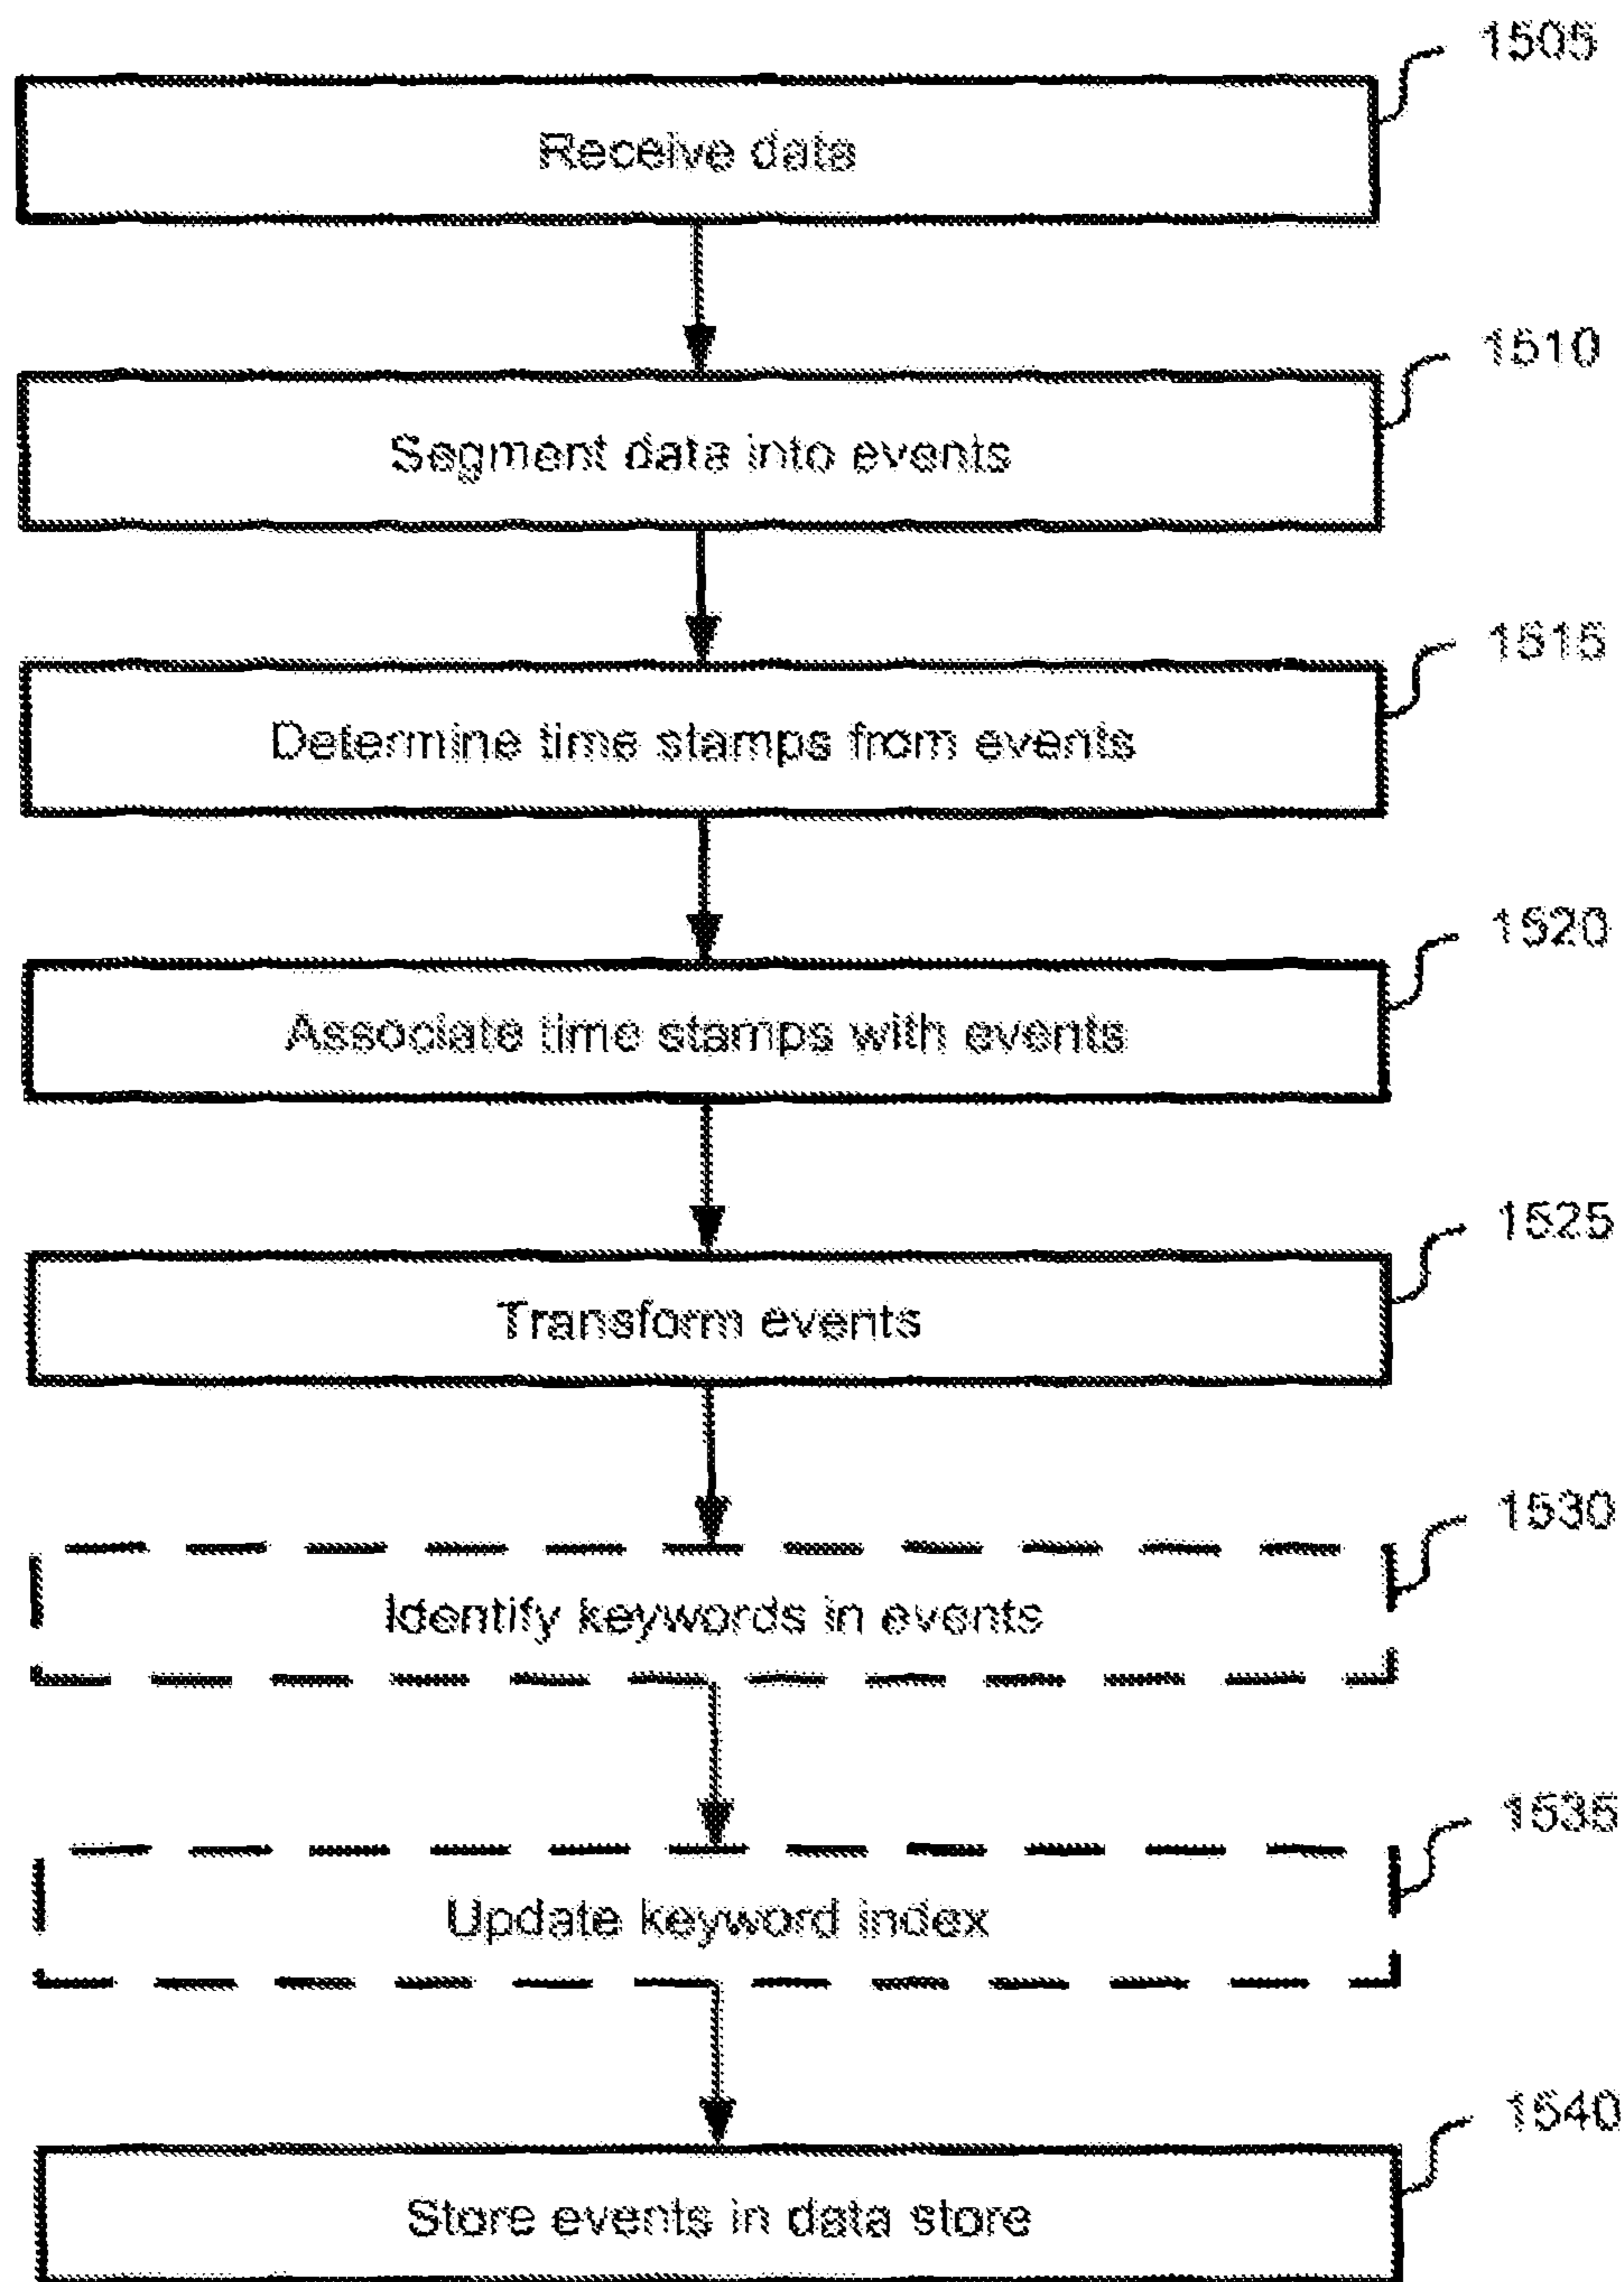 1505
Receive data
1510
Segment data into events
1515
Determine time stamps from events
1520
Associate time stamps with events
1525
Transform events
1530
Identify keywords in events
1535
Update keyword index
1540
Store events in data store